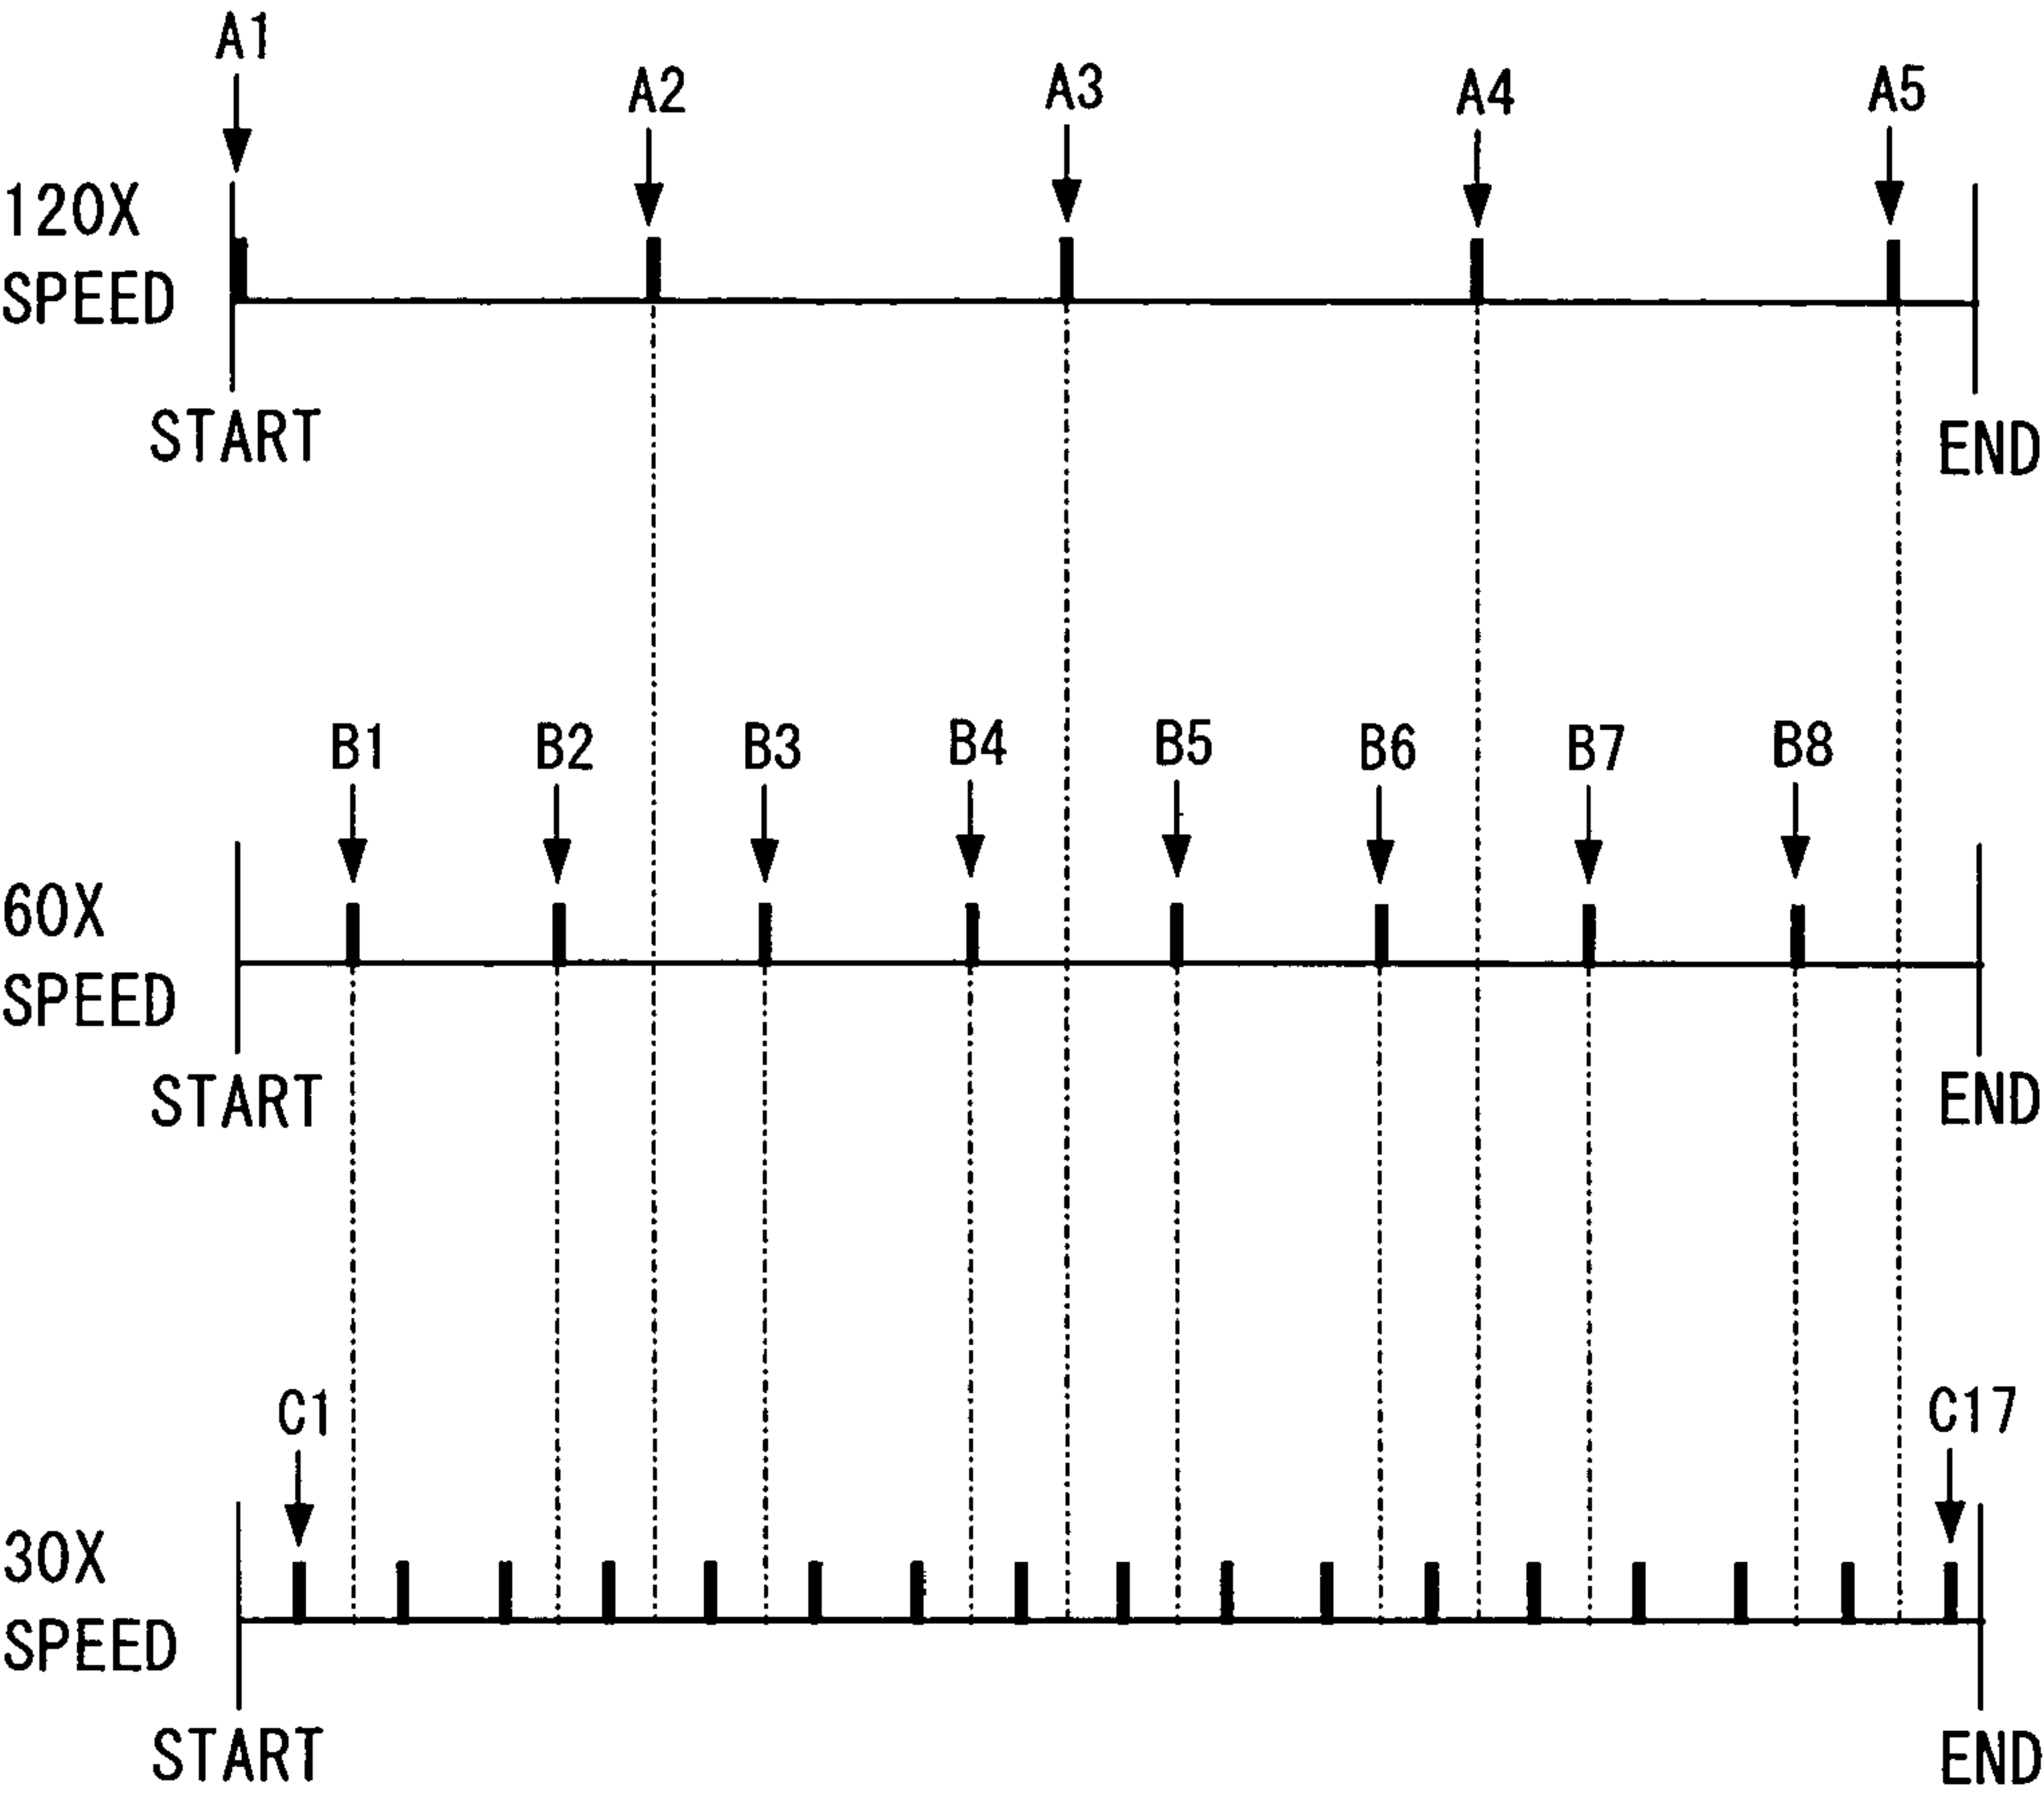 A1
A2 A3 A4 A5
120X
SPEED
START END
B1 B2 B3 B4 B5 B6 B7 B8
60X
SPEED
START END
C1 C17
30X
SPEED
START END